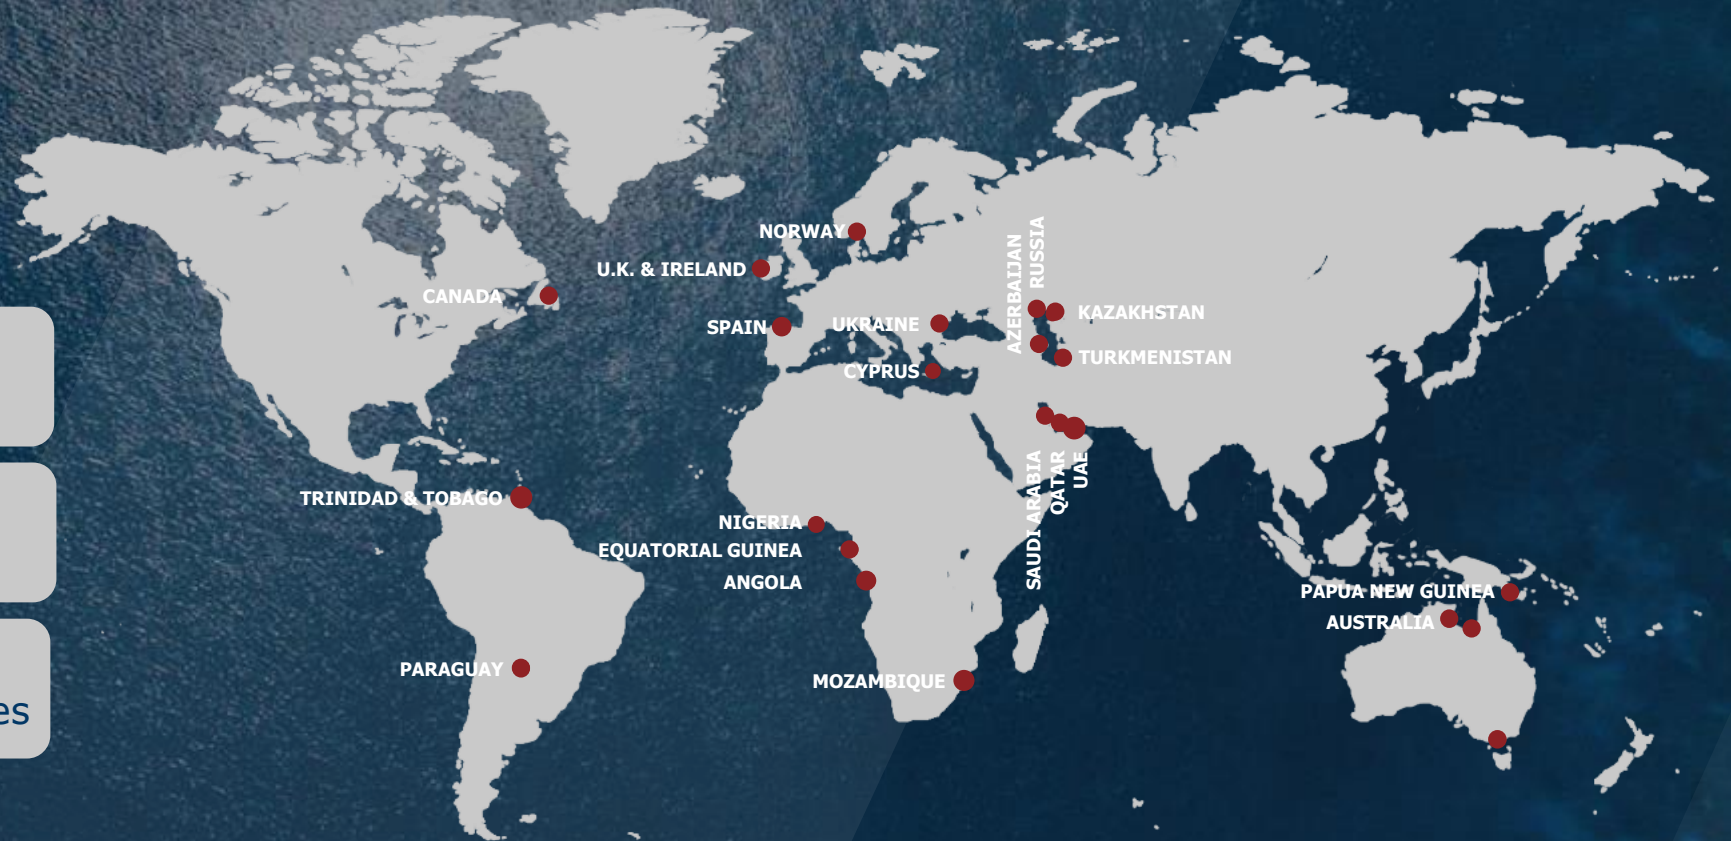 NORWAY
U.K. & IRELAND
CANADA
SPAIN
UKRAINE
CYPRUS
AZERBAIJAN
RUSSIA
KAZAKHSTAN
TURKMENISTAN
SAUDI ARABIA
QATAR
UAE
TRINIDAD & TOBAGO
NIGERIA
EQUATORIAL GUINEA
ANGOLA
PAPUA NEW GUINEA
AUSTRALIA
PARAGUAY
MOZAMBIQUE